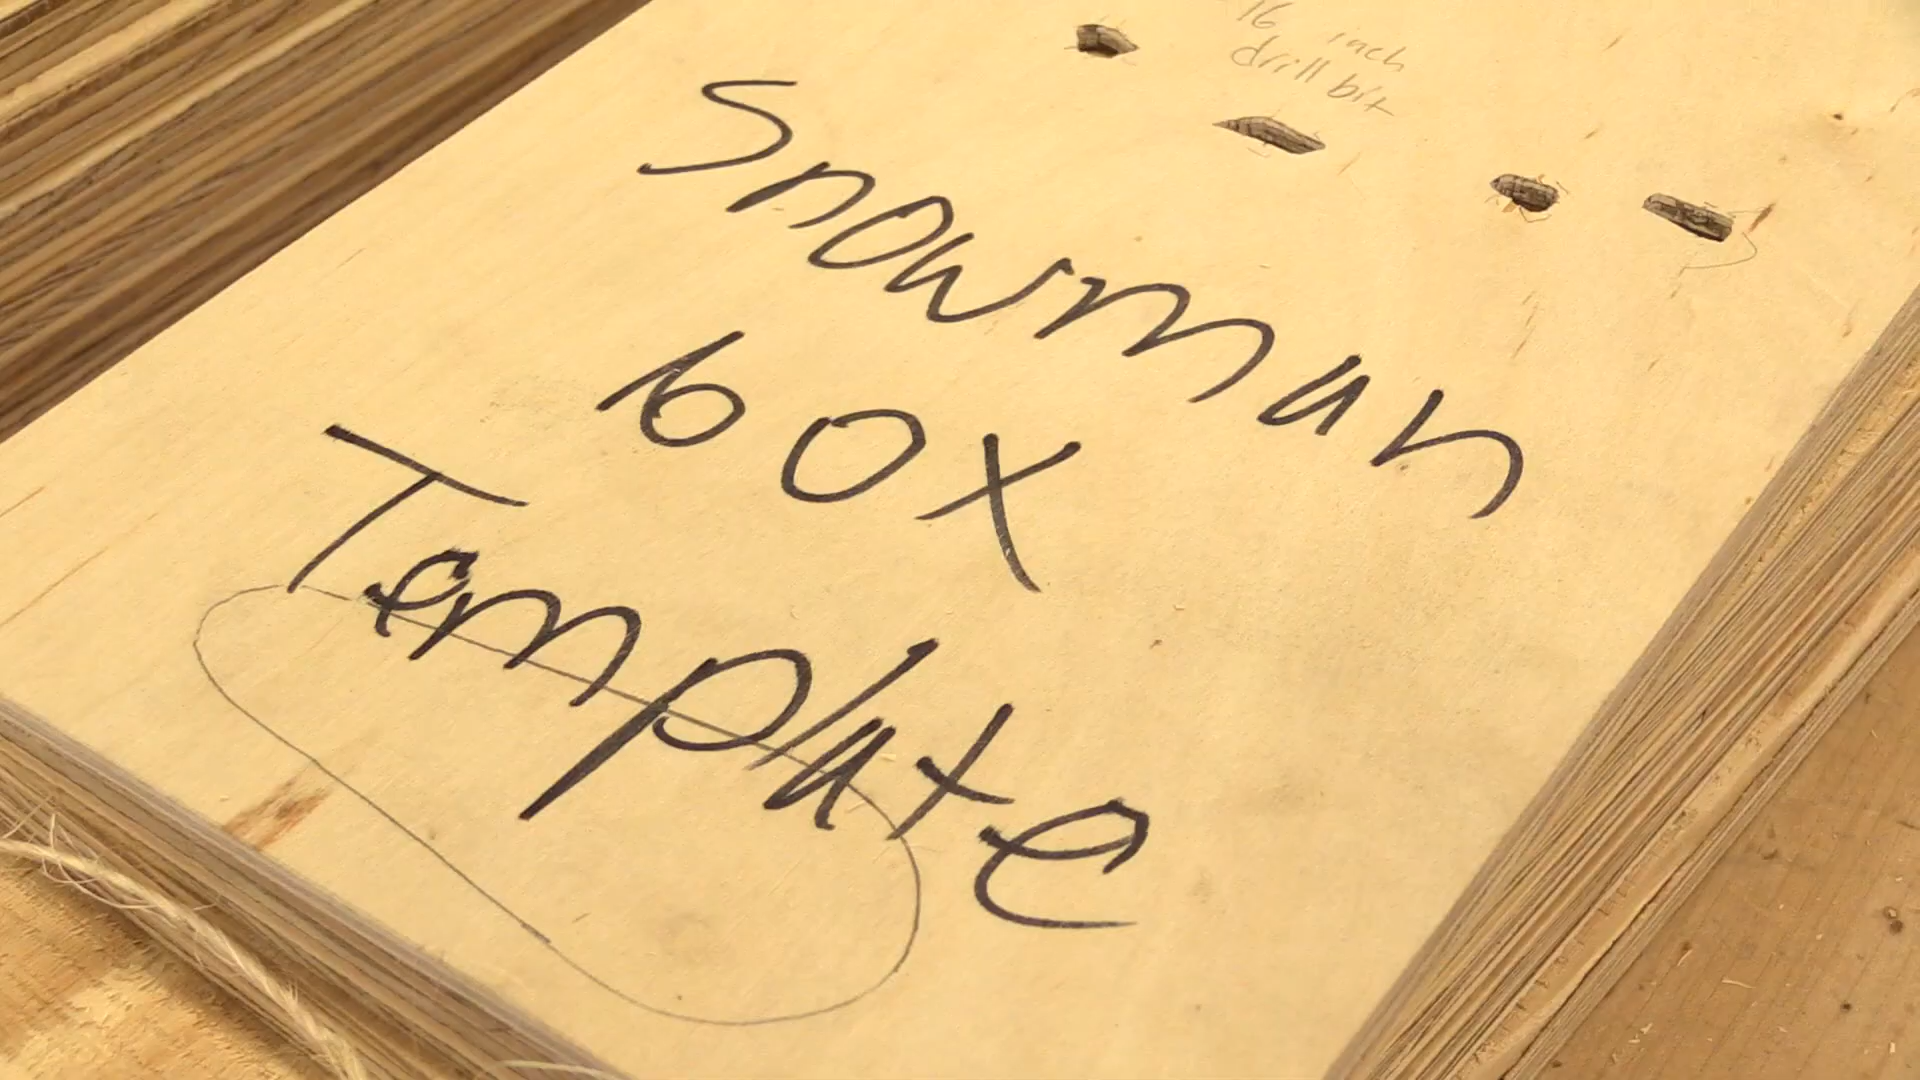 16 inch
drill bit
Snowman
box
Template